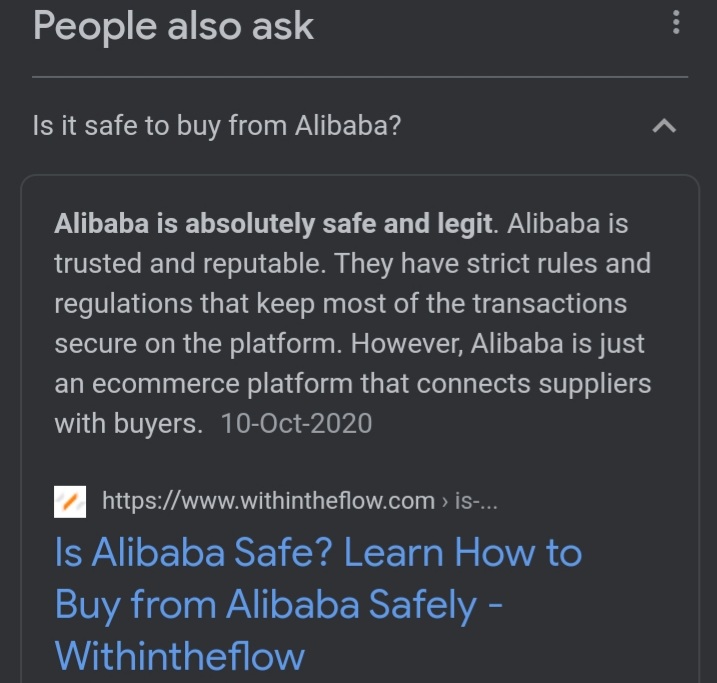 People also ask
Is it safe to buy from Alibaba?
Alibaba is absolutely safe and legit. Alibaba is
trusted and reputable. They have strict rules and
regulations that keep most of the transactions
secure on the platform. However, Alibaba is just
an ecommerce platform that connects suppliers
with buyers. 10-Oct-2020
https://www.withintheflow.com › is-...
Is Alibaba Safe? Learn How to
Buy from Alibaba Safely -
Withintheflow